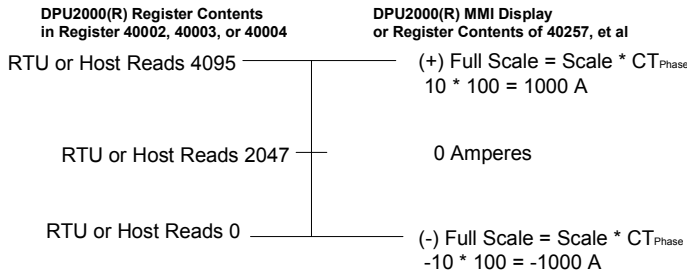 DPU2000(R) Register Contents
in Register 40002, 40003, or 40004
DPU2000(R) MMI Display
or Register Contents of 40257, et al
RTU or Host Reads 4095
(+) Full Scale = Scale * CTPhase
10 * 100 = 1000 A
RTU or Host Reads 2047
0 Amperes
RTU or Host Reads 0
(-) Full Scale = Scale * CTPhase
-10 * 100 = -1000 A